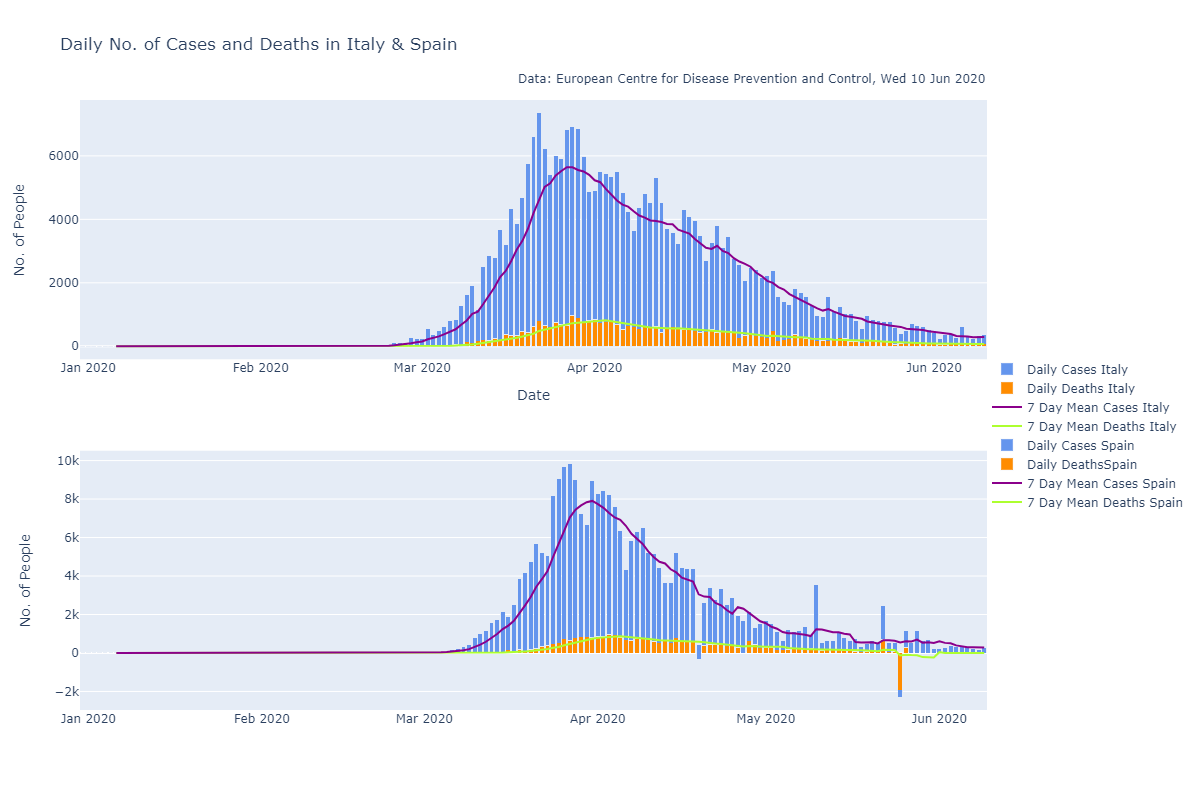 Daily No. of Cases and Deaths in Italy & Spain
Data: European Centre for Disease Prevention and Control, Wed 10 Jun 2020
No. of People
6000
4000
2000
0
Jan 2020 Feb 2020 Mar 2020 Apr 2020 May 2020 Jun 2020
Date
Daily Cases Italy
Daily Deaths Italy
7 Day Mean Cases Italy
7 Day Mean Deaths Italy
Daily Cases Spain
Daily DeathsSpain
7 Day Mean Cases Spain
7 Day Mean Deaths Spain
No. of People
10k
8k
6k
4k
2k
0
−2k
Jan 2020 Feb 2020 Mar 2020 Apr 2020 May 2020 Jun 2020